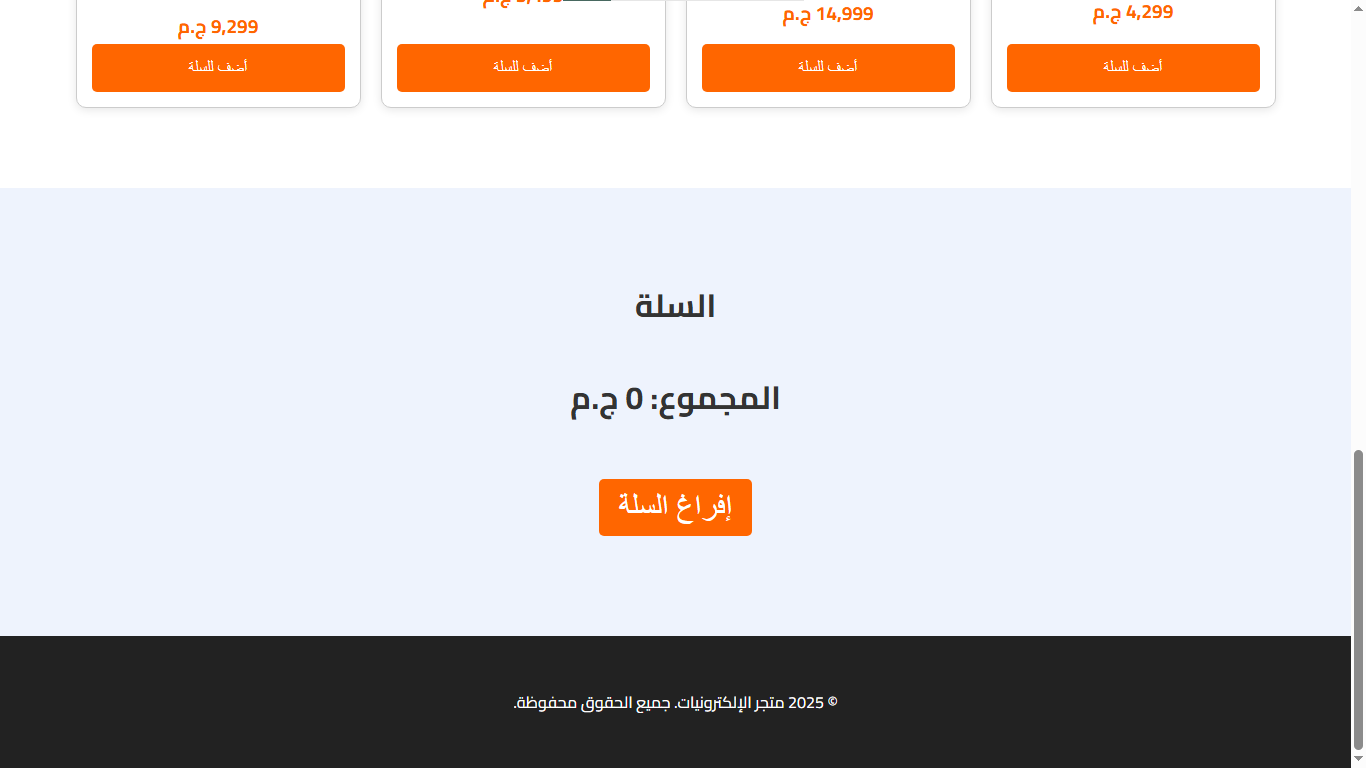 4,299 ج.م
14,999 ج.م
9,299 ج.م
أضف للسلة
أضف للسلة
أضف للسلة
أضف للسلة
السلة
المجموع: 0 ج.م
إفراغ السلة
© 2025 متجر الإلكترونيات. جميع الحقوق محفوظة.